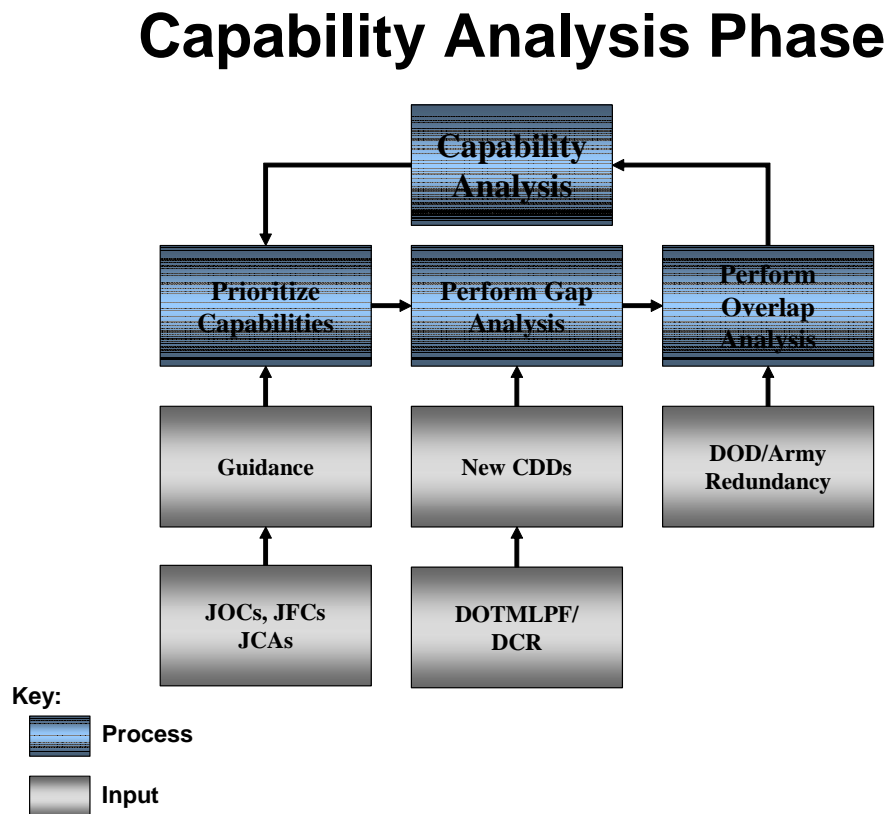 Capability Analysis Phase
Capability
Analysis
Prioritize
Capabilities
Perform Gap
Analysis
Perform
Overlap
Analysis
Guidance
New CDDs
DOD/Army
Redundancy
JOCs, JFCs
JCAs
DOTMLPF/
DCR
Key:
Process
Input